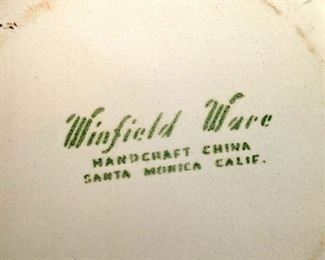 Winfield Ware
HANDCRAFT CHINA
SANTA MONICA CALIF.